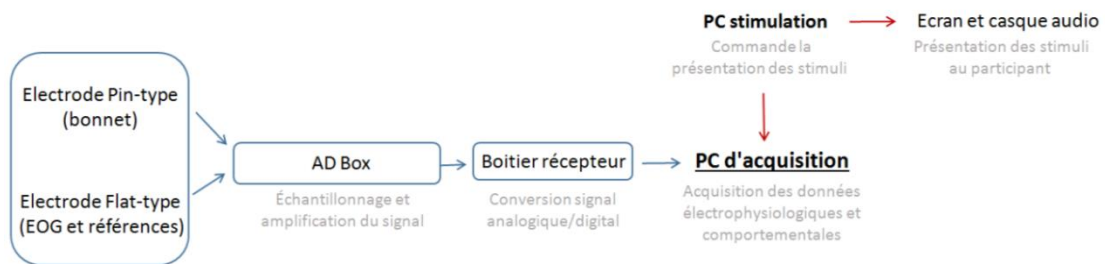 PC stimulation
Commande la
présentation des stimuli
Ecran et casque audio
Présentation des stimuli
au participant
Electrode Pin-type
(bonnet)
Electrode Flat-type
(EOG et références)
AD Box
Échantillonnage et
amplification du signal
Boitier récepteur
Conversion signal
analogique/digital
PC d'acquisition
Acquisition des données
électrophysiologiques et
comportementales